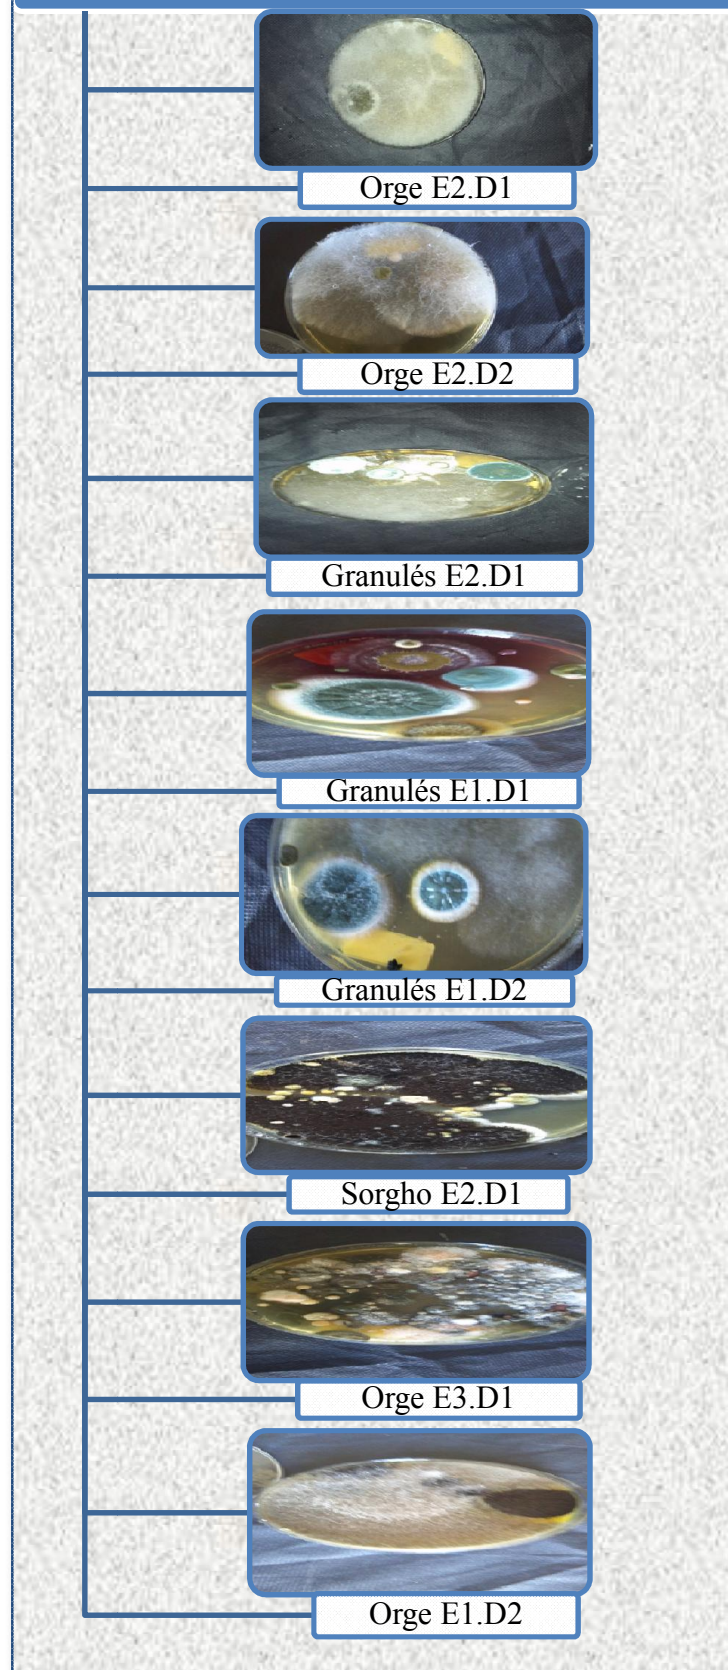 Orge E2.D1
Orge E2.D2
Granulés E2.D1
Granulés E1.D1
Granulés E1.D2
Sorgho E2.D1
Orge E3.D1
Orge E1.D2